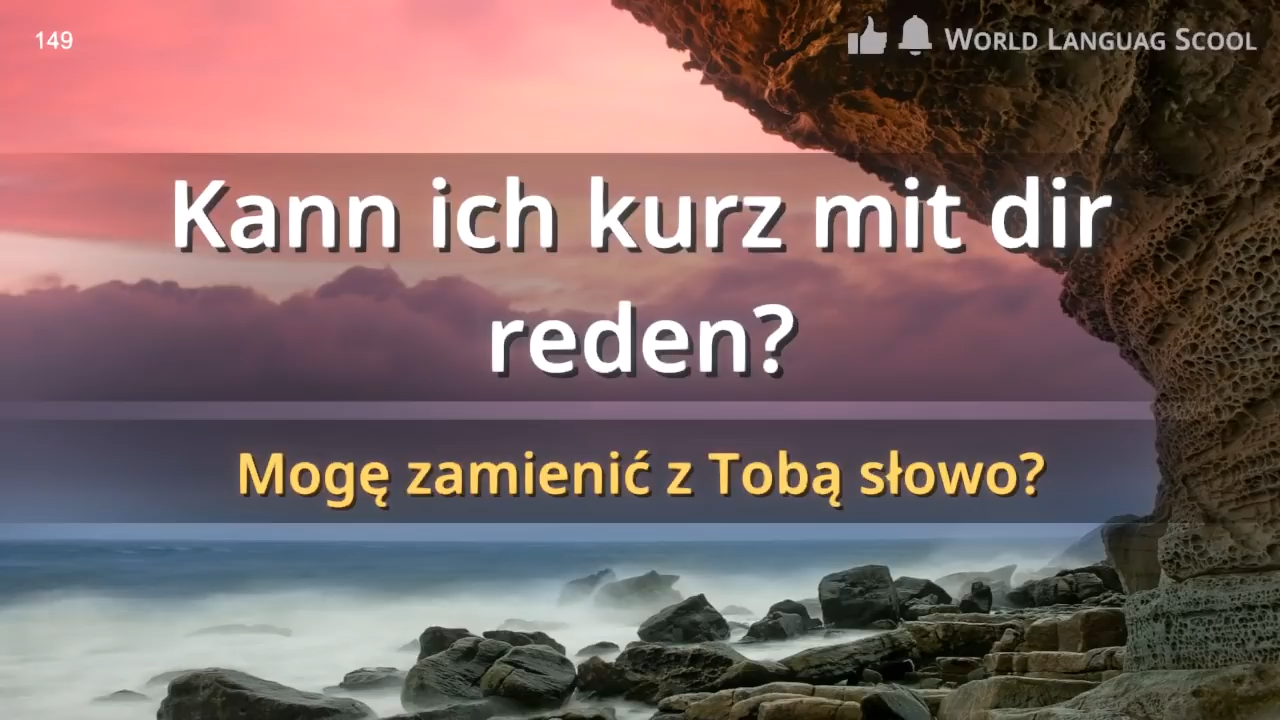 149
World Languag Scool
Kann ich kurz mit dir
reden?
Mogę zamienić z Tobą słowo?